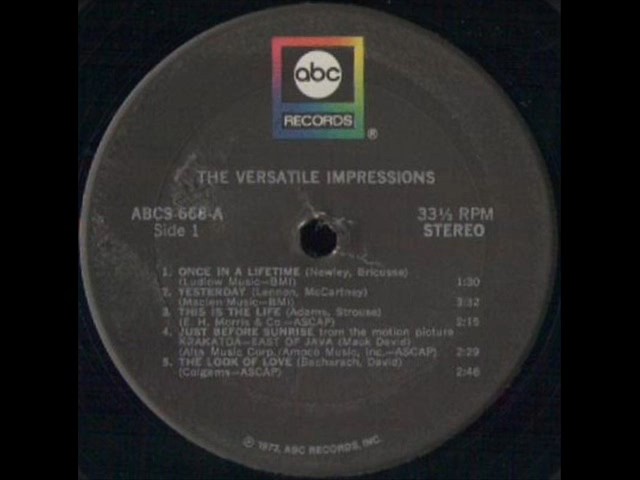 abc
RECORDS
®
THE VERSATILE IMPRESSIONS
ABCS-668-A
33⅓ RPM
Side 1
STEREO
1. ONCE IN A LIFETIME (Newley, Bricusse)
(Ludlow Music—BMI) 1:30
2. YESTERDAY (Lennon, McCartney)
(Maclen Music—BMI) 3:32
3. THIS IS THE LIFE (Adams, Strouse)
(E. H. Morris & Co.—ASCAP) 2:15
4. JUST BEFORE SUNRISE from the motion picture
KRAKATOA—EAST OF JAVA (Mack David)
(Alta Music Corp./Amoco Music, Inc.—ASCAP) 2:29
5. THE LOOK OF LOVE (Bacharach, David)
(Colgems—ASCAP) 2:46
Ⓟ 1973, ABC RECORDS, INC.